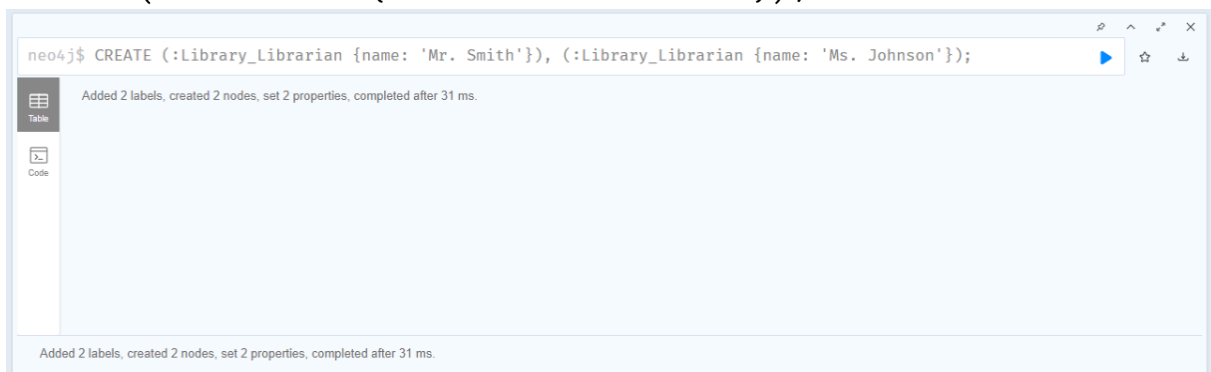 neo4j$ CREATE (:Library_Librarian {name: 'Mr. Smith'}), (:Library_Librarian {name: 'Ms. Johnson'});
Added 2 labels, created 2 nodes, set 2 properties, completed after 31 ms.
Table
Code
Added 2 labels, created 2 nodes, set 2 properties, completed after 31 ms.